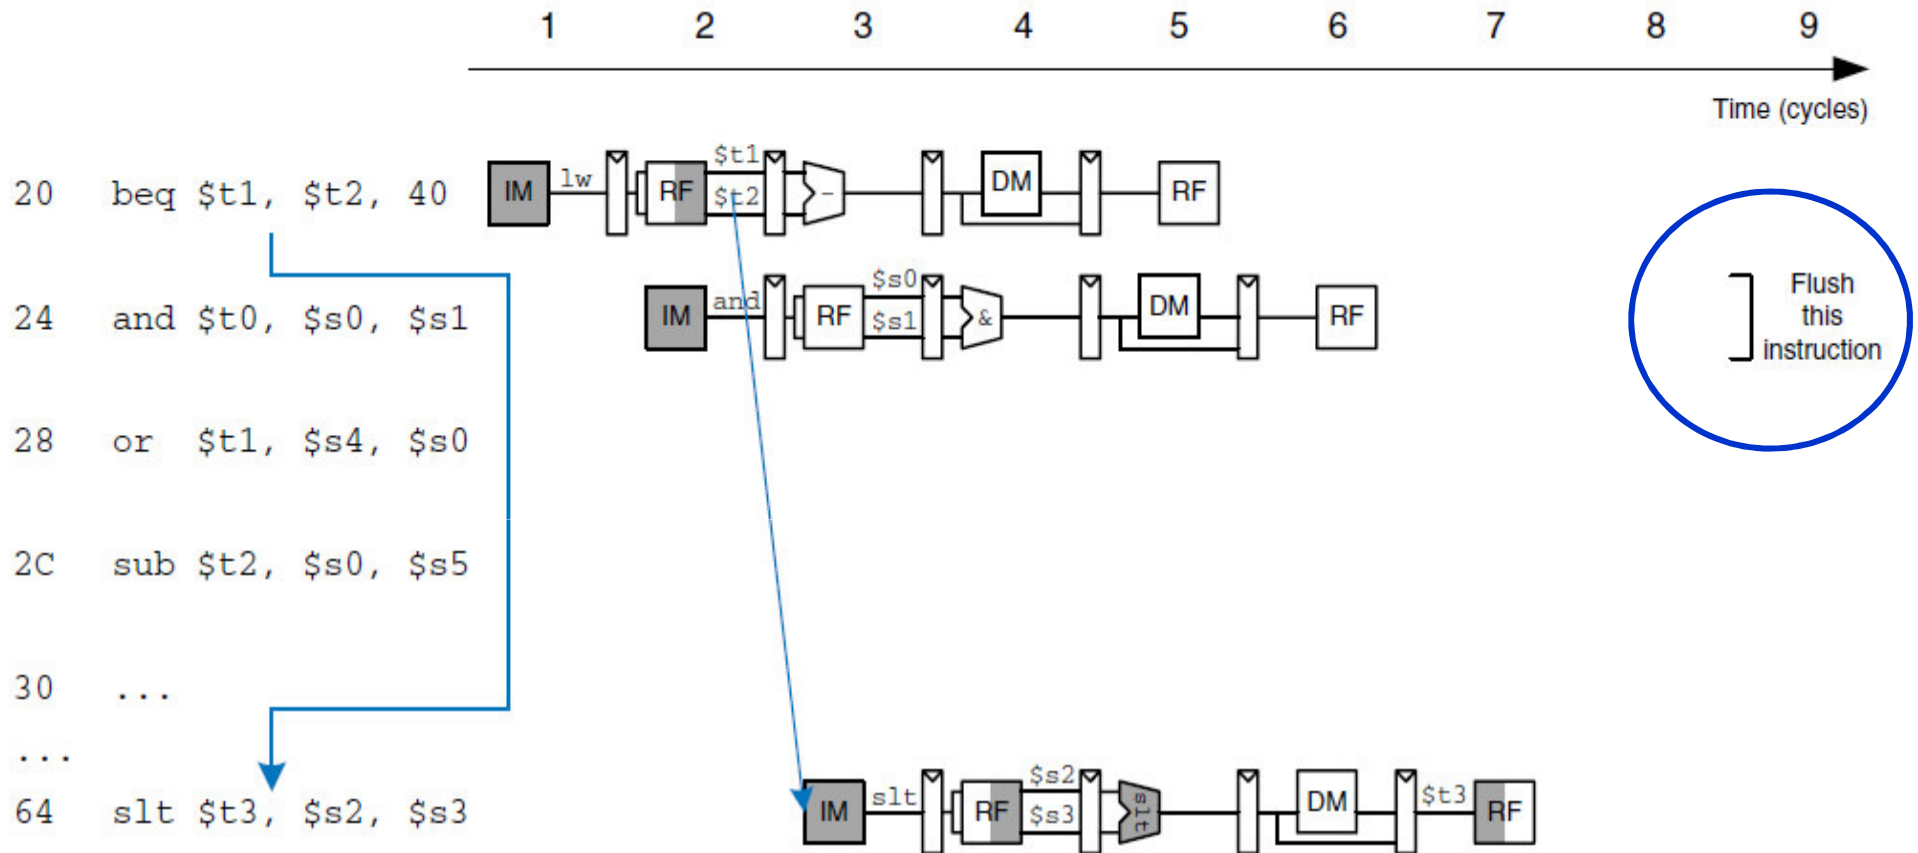 1 2 3 4 5 6 7 8 9
Time (cycles)
20 beq $t1, $t2, 40 IM lw RF $t1 $t2 - DM RF
24 and $t0, $s0, $s1 IM and RF $s0 $s1 & DM RF
Flush
this
instruction
28 or $t1, $s4, $s0
2C sub $t2, $s0, $s5
30 ...
...
64 slt $t3, $s2, $s3 IM slt RF $s2 $s3 slt DM $t3 RF